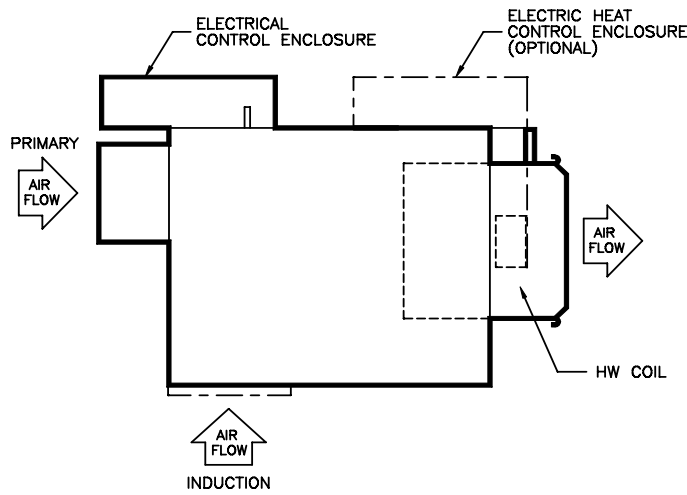 ELECTRICAL
CONTROL ENCLOSURE
ELECTRIC HEAT
CONTROL ENCLOSURE
(OPTIONAL)
PRIMARY
AIR
FLOW
AIR
FLOW
HW COIL
AIR
FLOW
INDUCTION